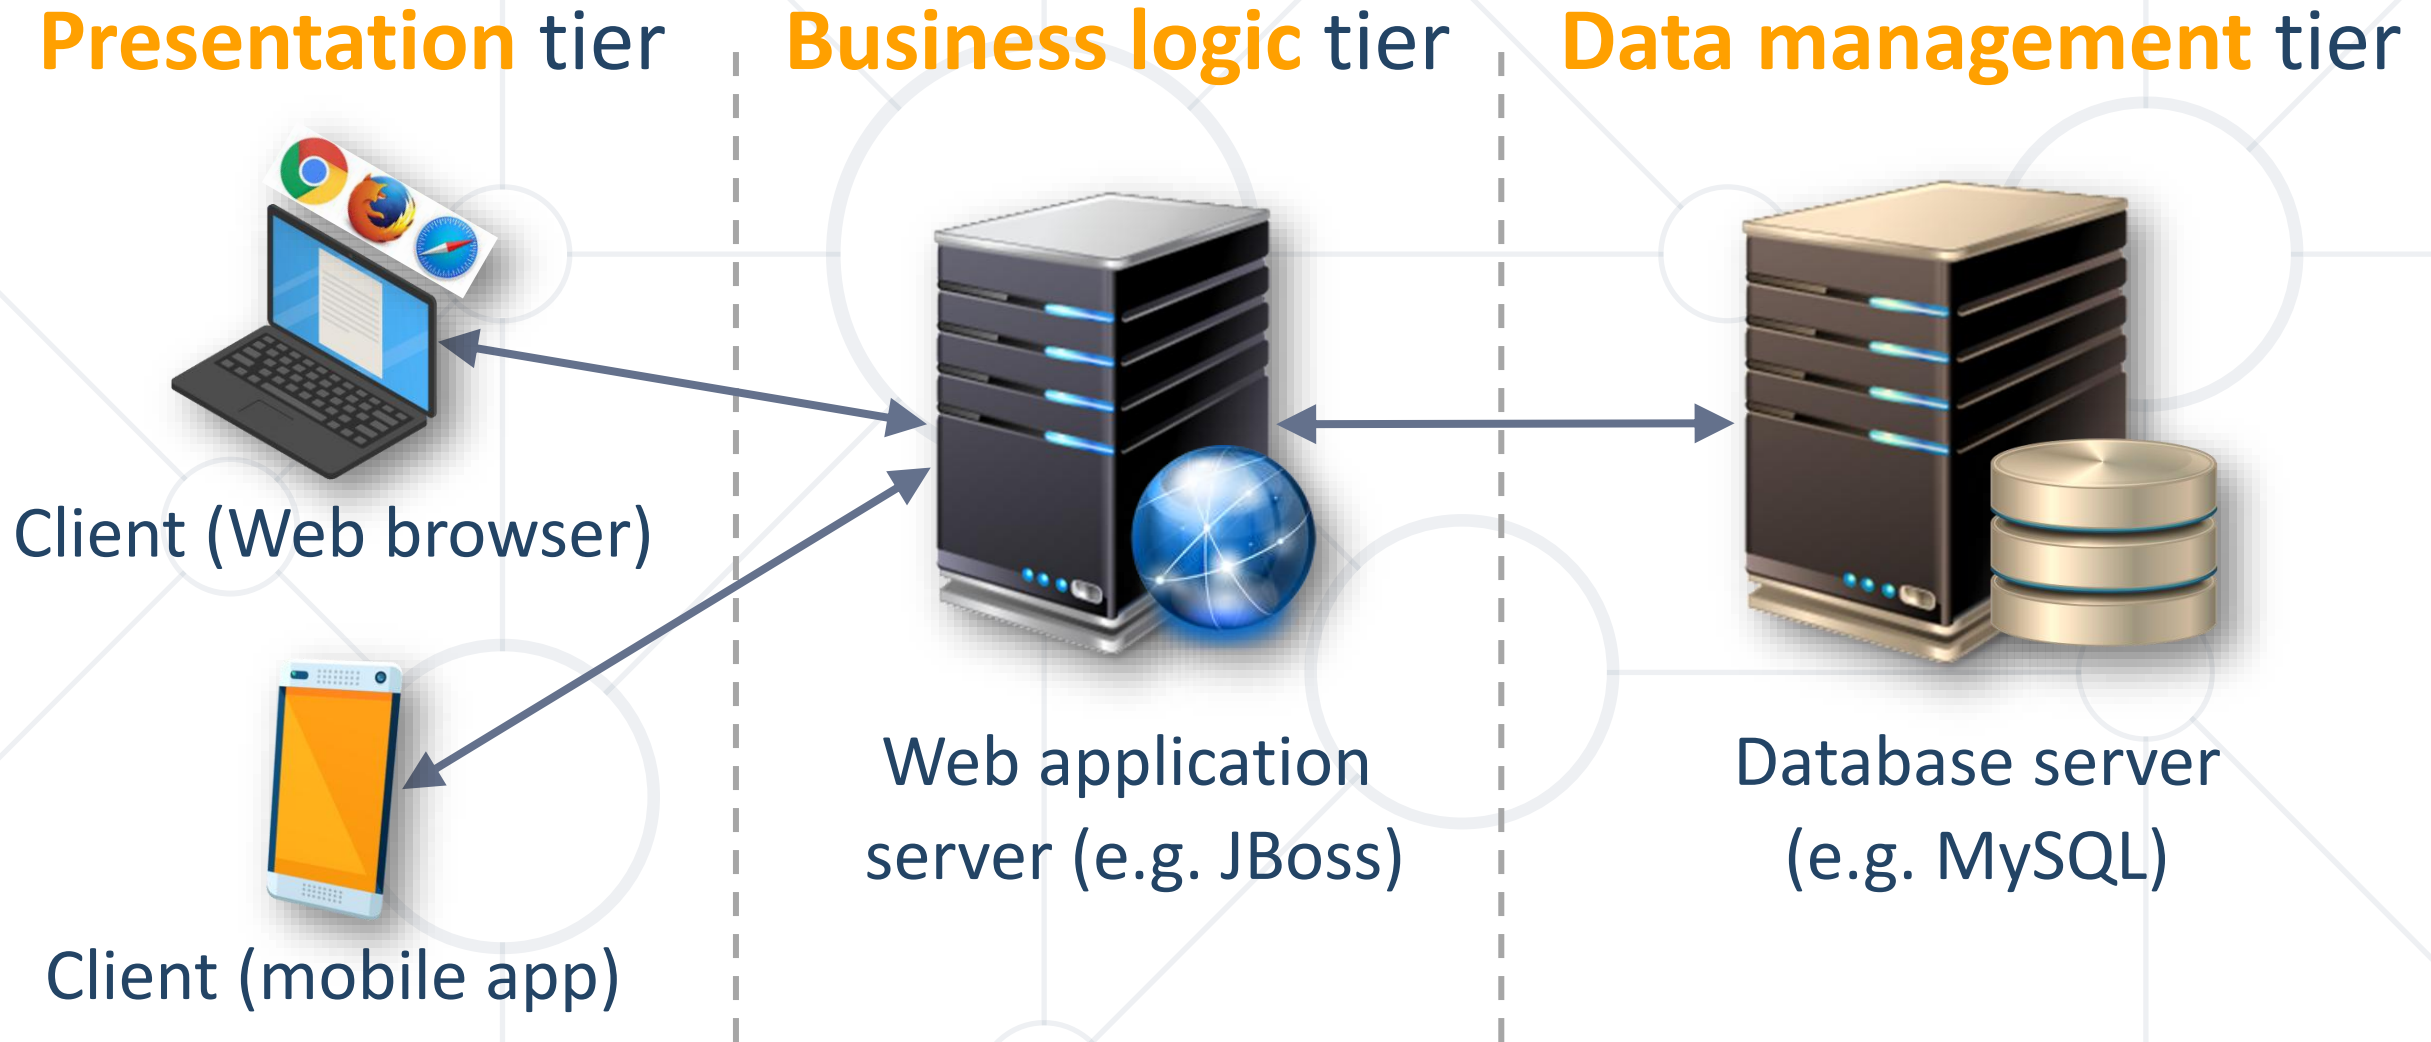 Presentation tier
Business logic tier
Data management tier
Client (Web browser)
Client (mobile app)
Web application
server (e.g. JBoss)
Database server
(e.g. MySQL)